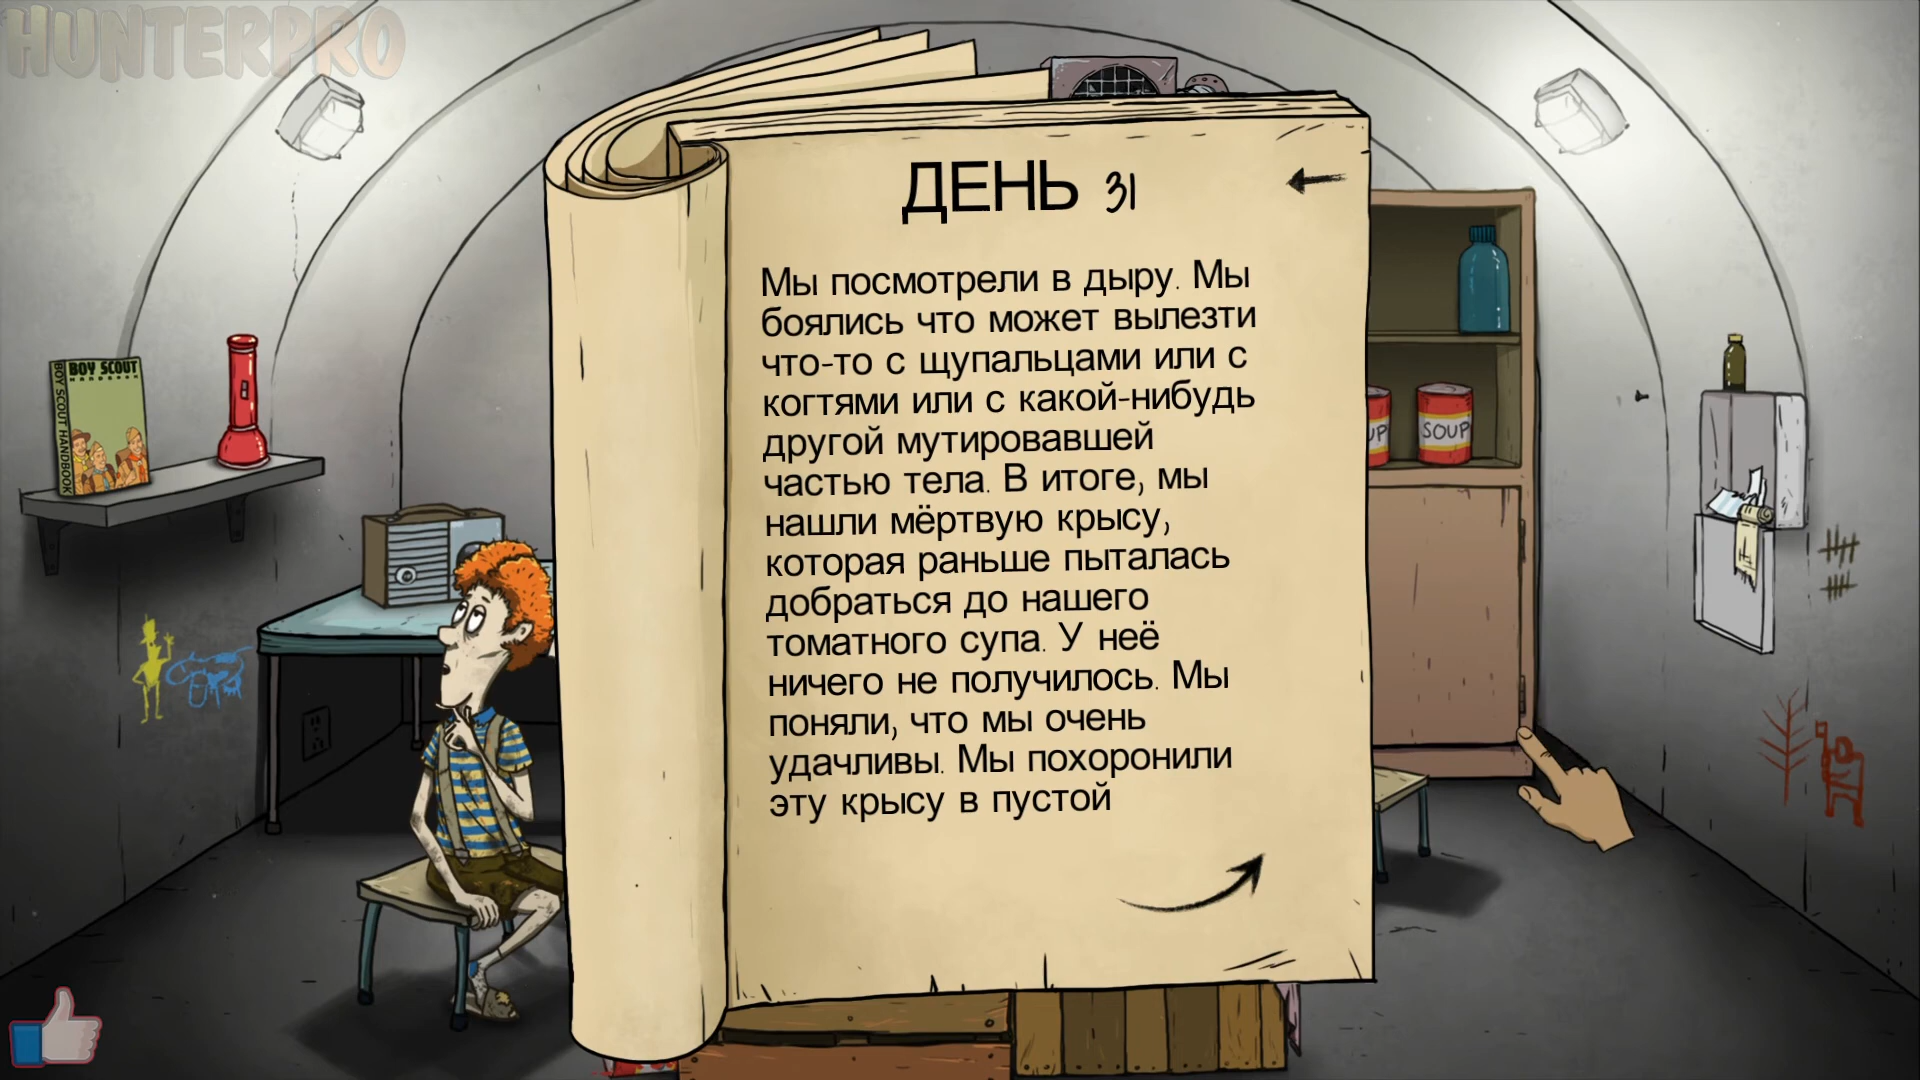 HUNTERPRO
ДЕНЬ 31
Мы посмотрели в дыру. Мы
боялись что может вылезти
что-то с щупальцами или с
когтями или с какой-нибудь
другой мутировавшей
частью тела. В итоге, мы
нашли мёртвую крысу,
которая раньше пыталась
добраться до нашего
томатного супа. У неё
ничего не получилось. Мы
поняли, что мы очень
удачливы. Мы похоронили
эту крысу в пустой
BOY SCOUT
HANDBOOK
BOY SCOUT HANDBOOK
UP
SOUP